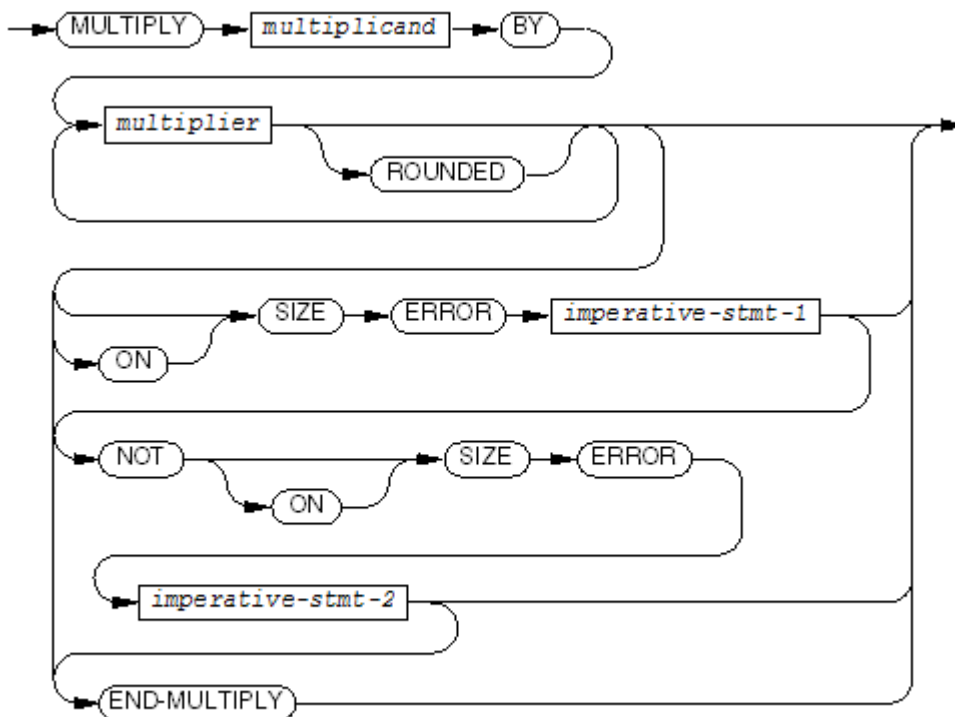 MULTIPLY multiplicand BY
multiplier
ROUNDED
SIZE ERROR imperative-stmt-1
ON
NOT SIZE ERROR
ON
imperative-stmt-2
END-MULTIPLY